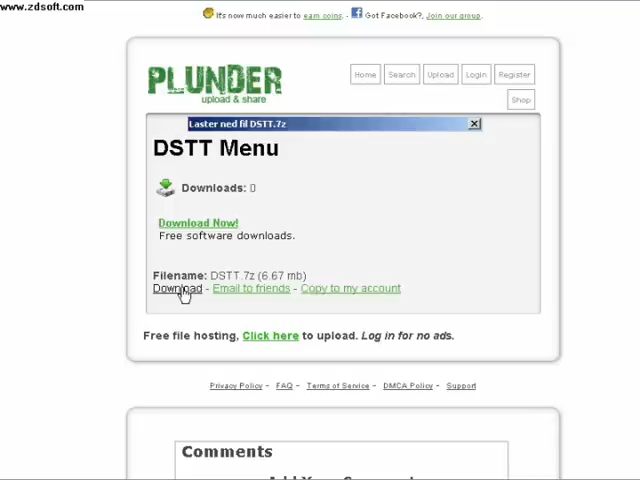 www.zdsoft.com
It's now much easier to earn coins. - Got Facebook?, Join our group.
PLUNDER
upload & share
Home Search Upload Login Register
Shop
Laster ned fil DSTT.7z
DSTT Menu
Downloads: 0
Download Now!
Free software downloads.
Filename: DSTT.7z (6.67 mb)
Download - Email to friends - Copy to my account
Free file hosting, Click here to upload. Log in for no ads.
Privacy Policy - FAQ - Terms of Service - DMCA Policy - Support
Comments